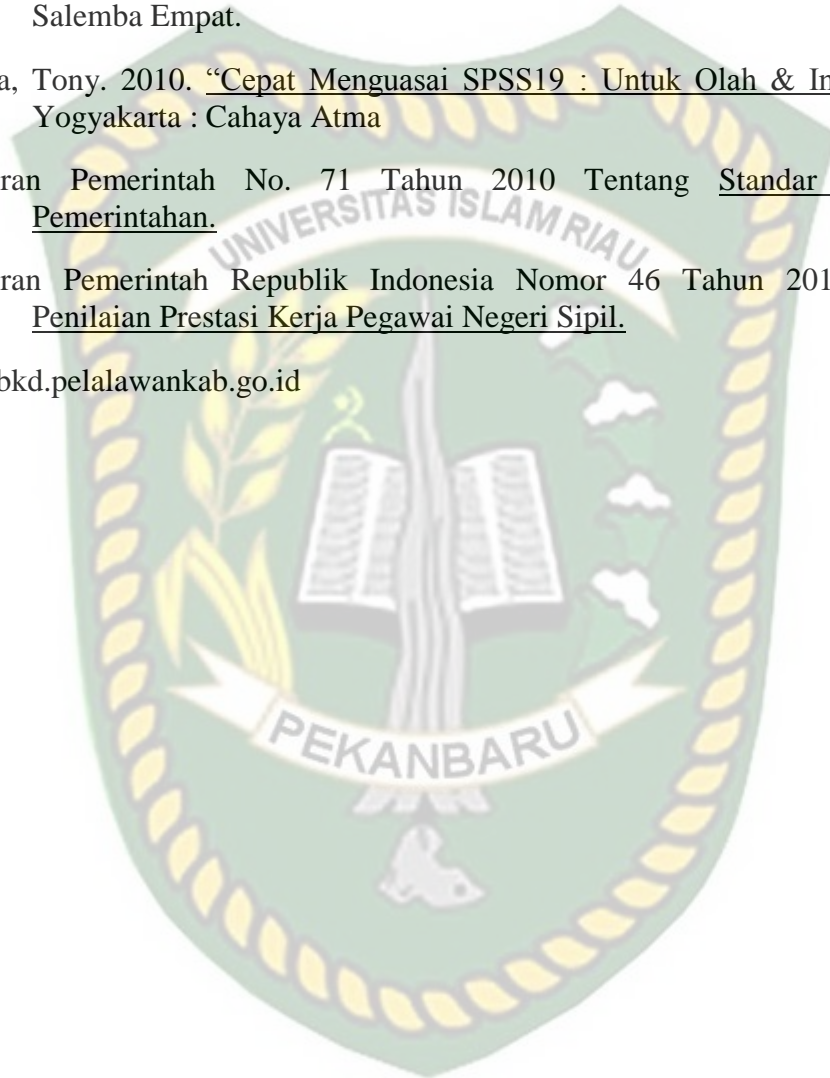 Salemba Empat.
a, Tony. 2010. “Cepat Menguasai SPSS19 : Untuk Olah & In
Yogyakarta : Cahaya Atma
ran Pemerintah No. 71 Tahun 2010 Tentang Standar
Pemerintahan.
ran Pemerintah Republik Indonesia Nomor 46 Tahun 201
Penilaian Prestasi Kerja Pegawai Negeri Sipil.
bkd.pelalawankab.go.id
UNIVERSITAS ISLAM RIAU
PEKANBARU